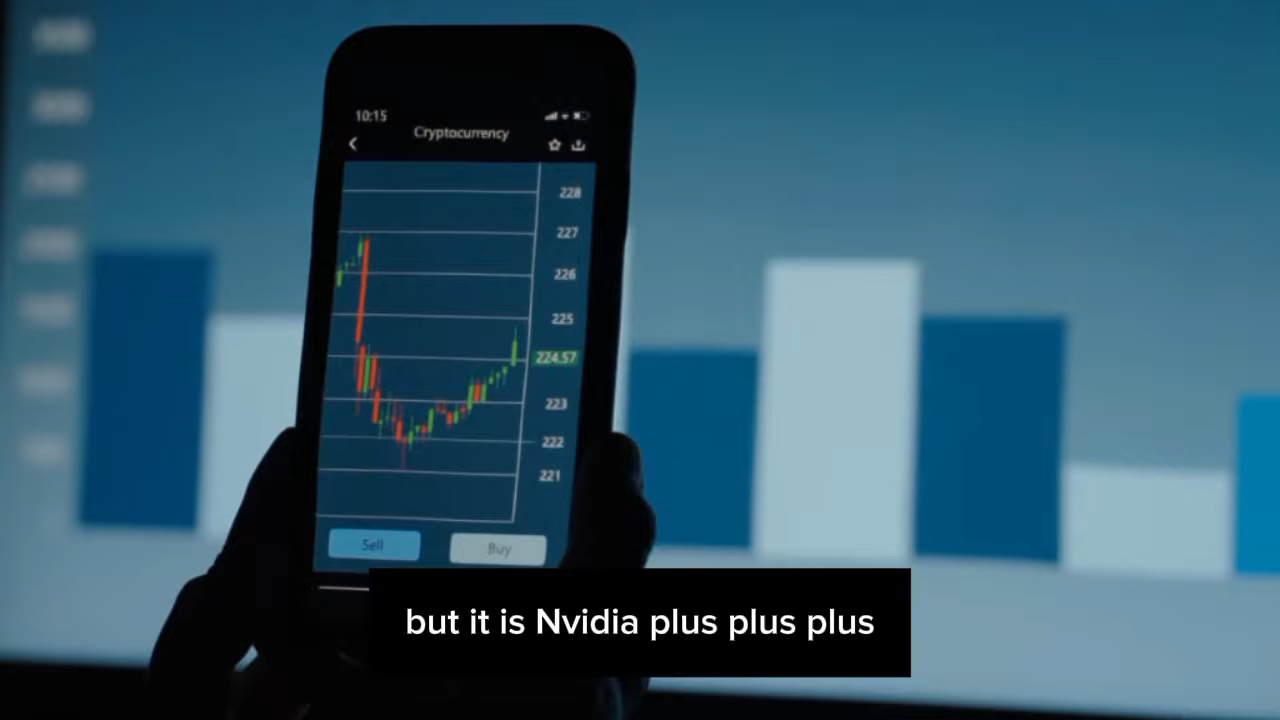 10:15
Cryptocurrency
228
227
226
225
224.57
223
222
221
Sell
Buy
but it is Nvidia plus plus plus